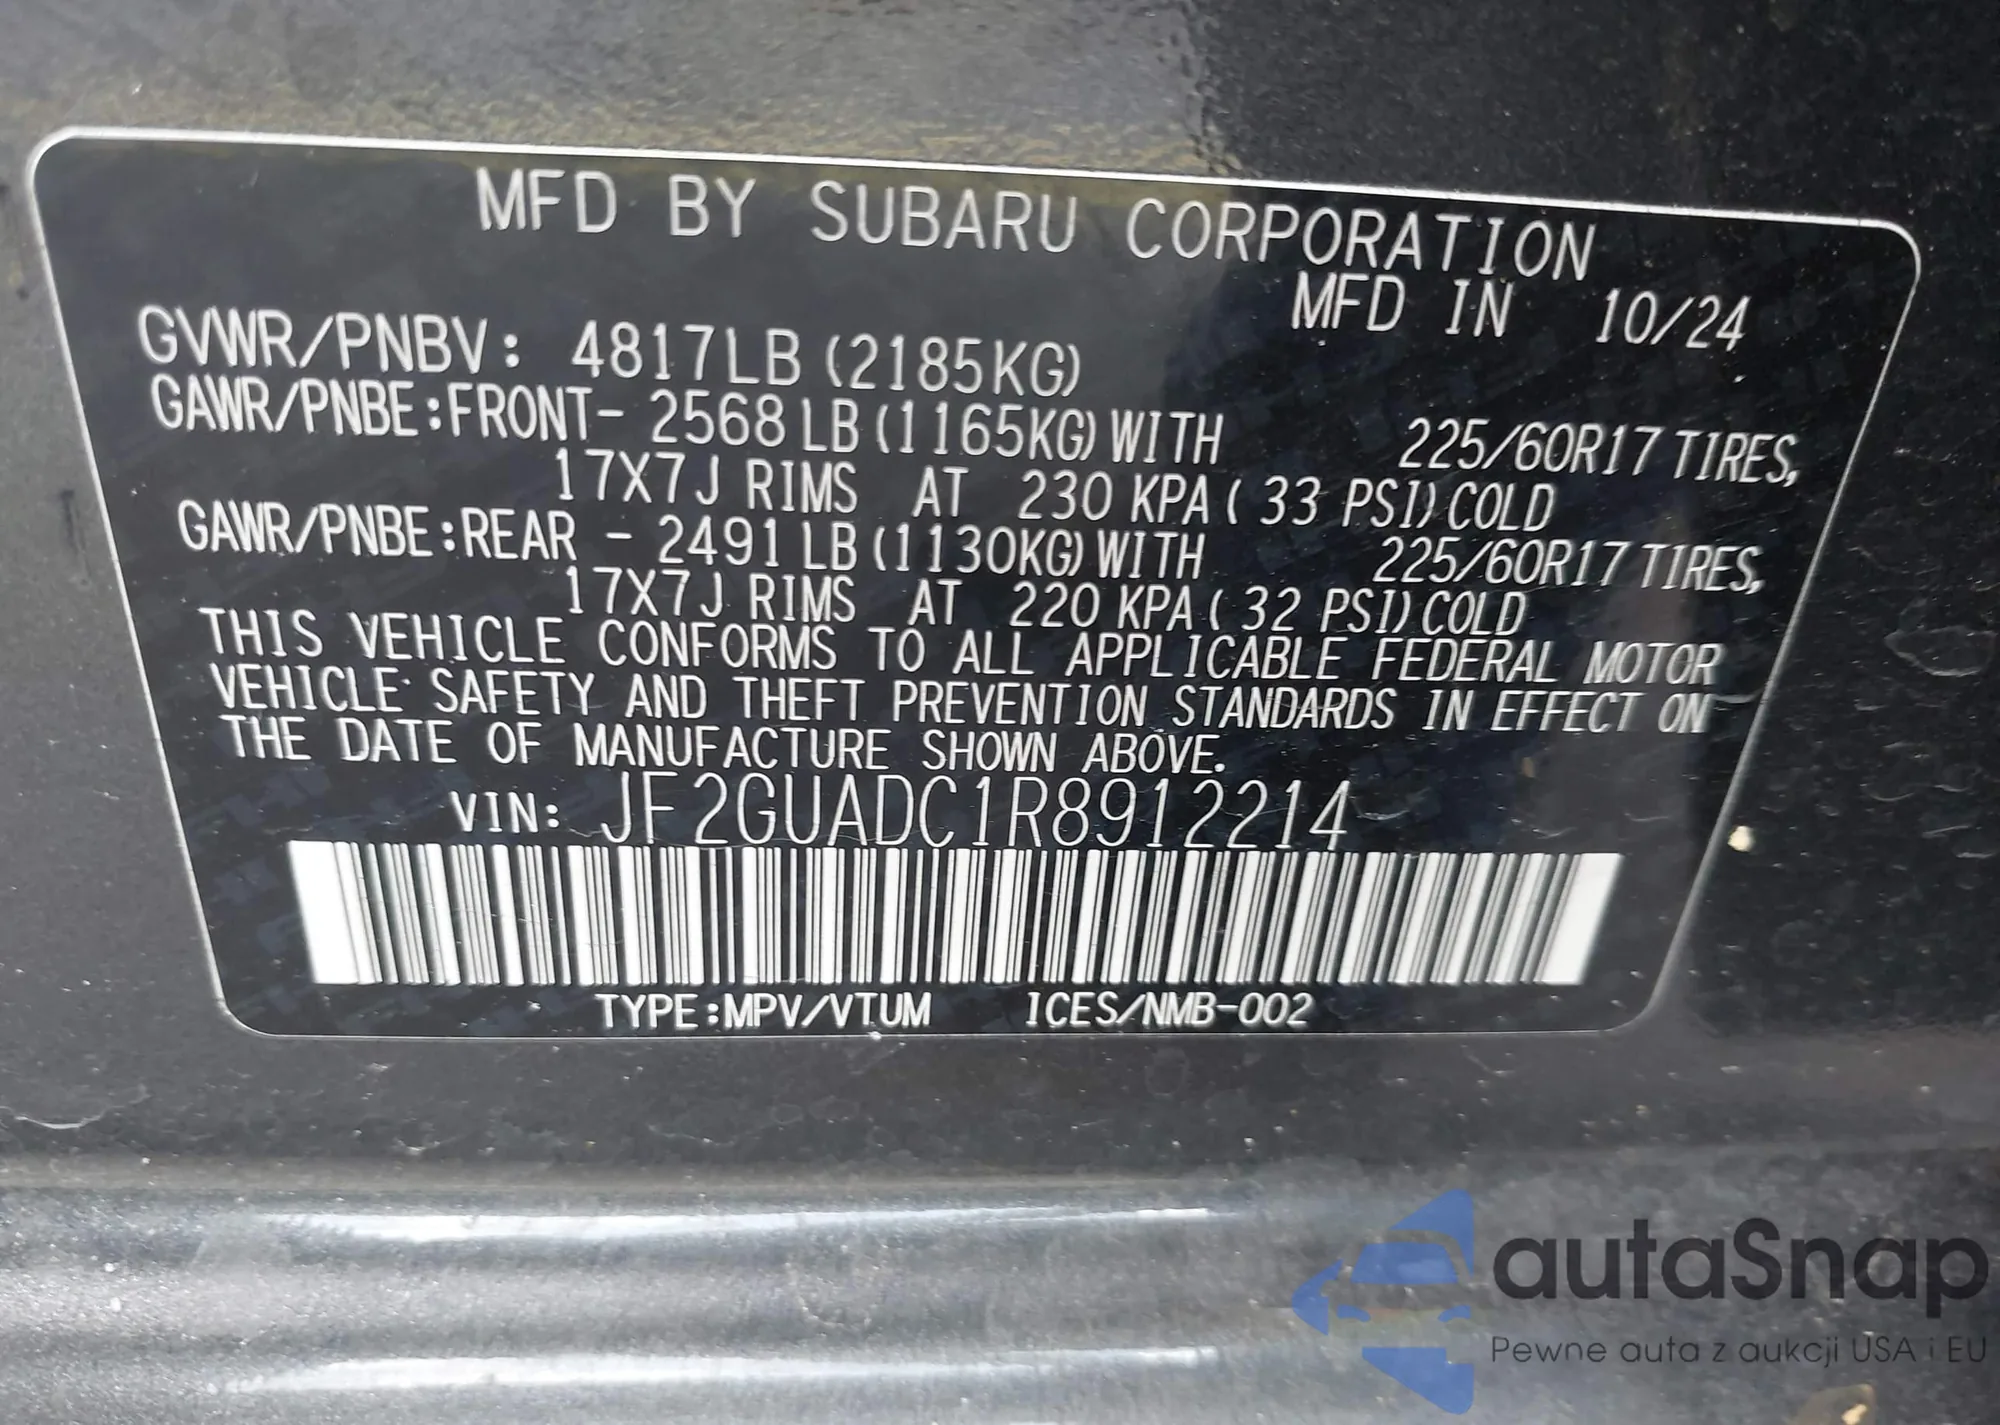 MFD BY SUBARU CORPORATION
MFD IN 10/24
GVWR/PNBV: 4817LB (2185KG)
GAWR/PNBE:FRONT- 2568LB (1165KG) WITH 225/60R17 TIRES,
17X7J RIMS AT 230 KPA ( 33 PSI) COLD
GAWR/PNBE:REAR - 2491LB (1130KG) WITH 225/60R17 TIRES,
17X7J RIMS AT 220 KPA ( 32 PSI) COLD
THIS VEHICLE CONFORMS TO ALL APPLICABLE FEDERAL MOTOR
VEHICLE SAFETY AND THEFT PREVENTION STANDARDS IN EFFECT ON
THE DATE OF MANUFACTURE SHOWN ABOVE.
VIN: JF2GUADC1R8912214
TYPE:MPV/VTUM ICES/NMB-002
autaSnap
Pewne auta z aukcji USA i EU